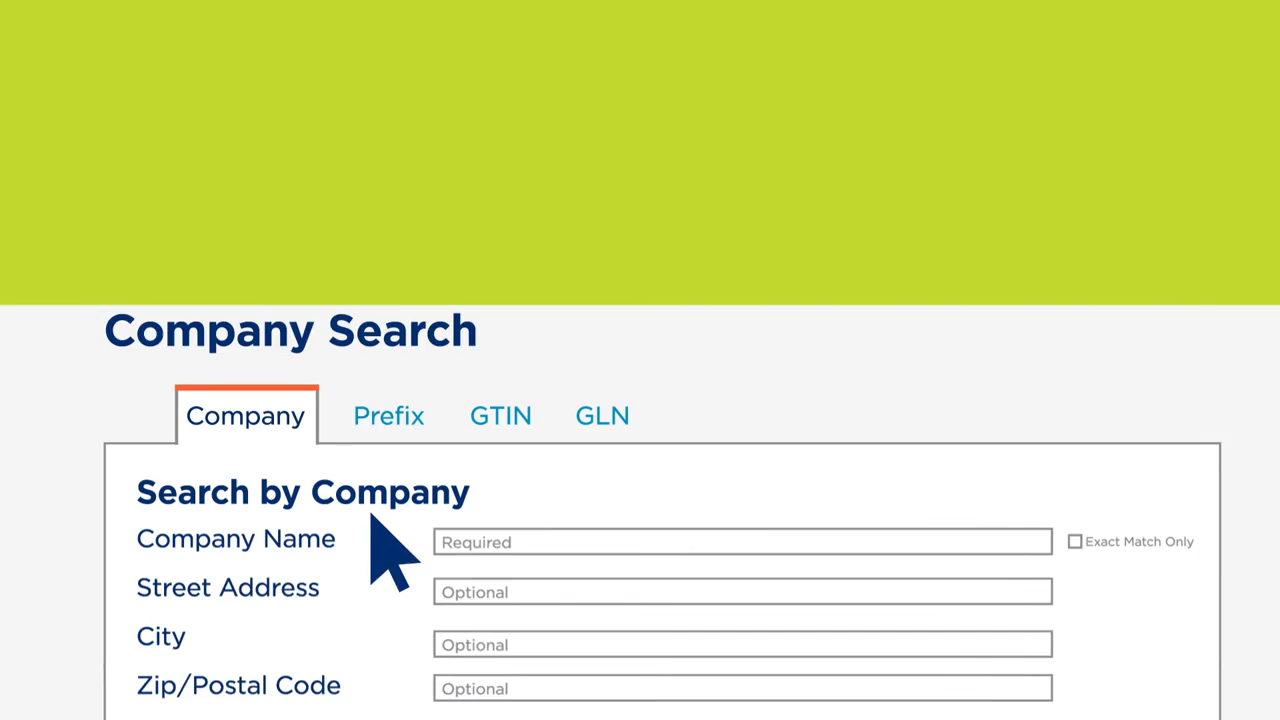 Company Search
Company Prefix GTIN GLN
Search by Company
Company Name Required Exact Match Only
Street Address Optional
City Optional
Zip/Postal Code Optional